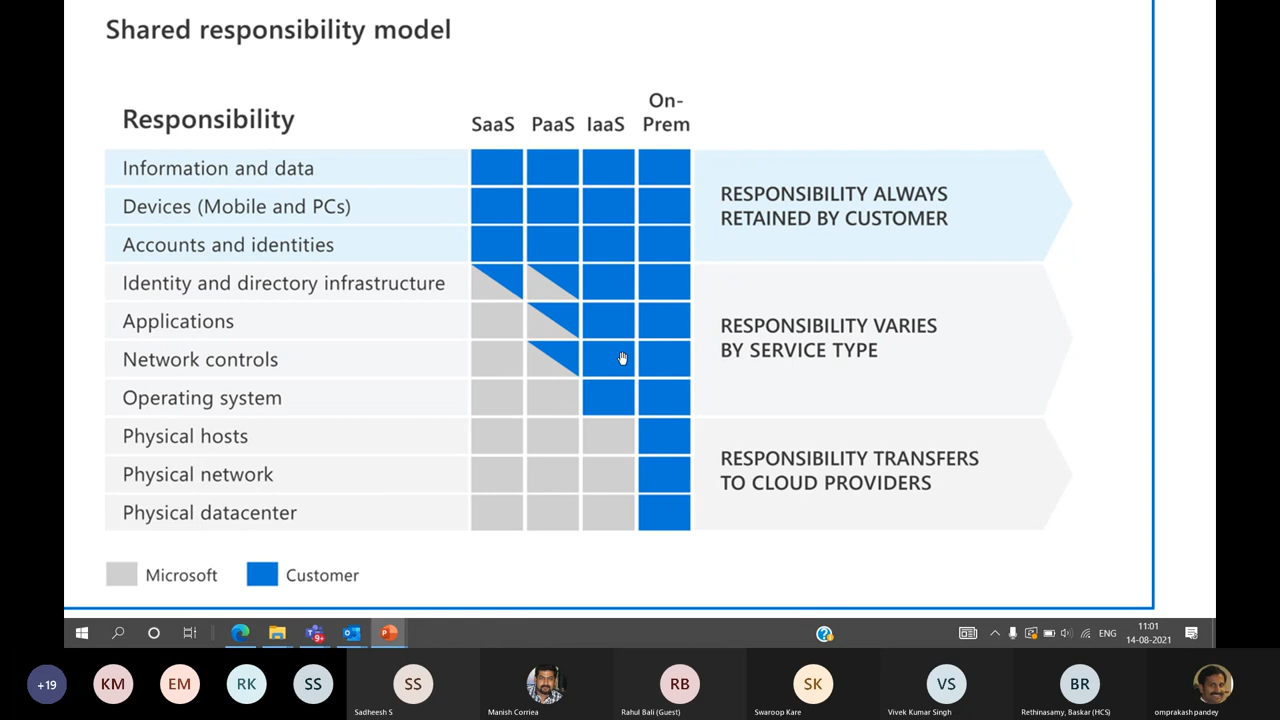 Shared responsibility model
Responsibility
SaaS
PaaS
IaaS
On-
Prem
Information and data
Devices (Mobile and PCs)
Accounts and identities
Identity and directory infrastructure
Applications
Network controls
Operating system
Physical hosts
Physical network
Physical datacenter
RESPONSIBILITY ALWAYS
RETAINED BY CUSTOMER
RESPONSIBILITY VARIES
BY SERVICE TYPE
RESPONSIBILITY TRANSFERS
TO CLOUD PROVIDERS
Microsoft
Customer
9+
ENG
11:01
14-08-2021
+19
KM
EM
RK
SS
SS
Sadheesh S
Manish Correia
RB
Rahul Bali (Guest)
SK
Swaroop Kare
VS
Vivek Kumar Singh
BR
Rethinasamy, Baskar (HCS)
omprakash pandey